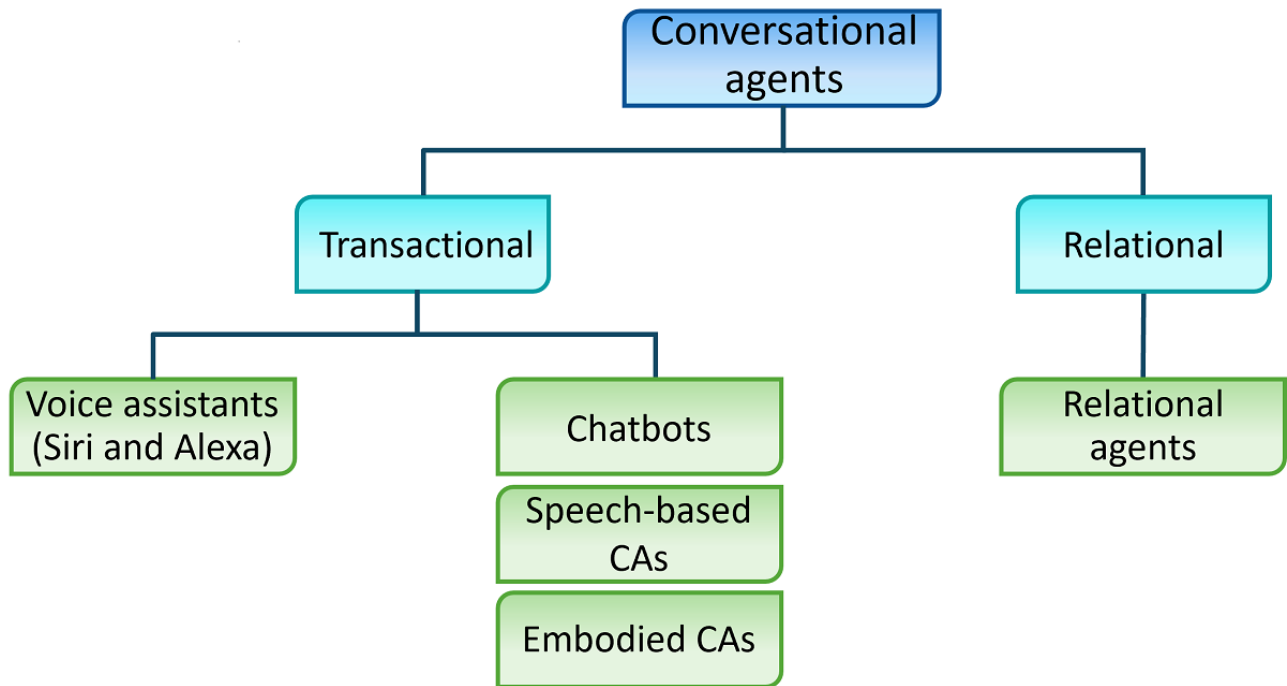 Conversational
agents
Transactional
Relational
Voice assistants
(Siri and Alexa)
Chatbots
Relational
agents
Speech-based
CAs
Embodied CAs